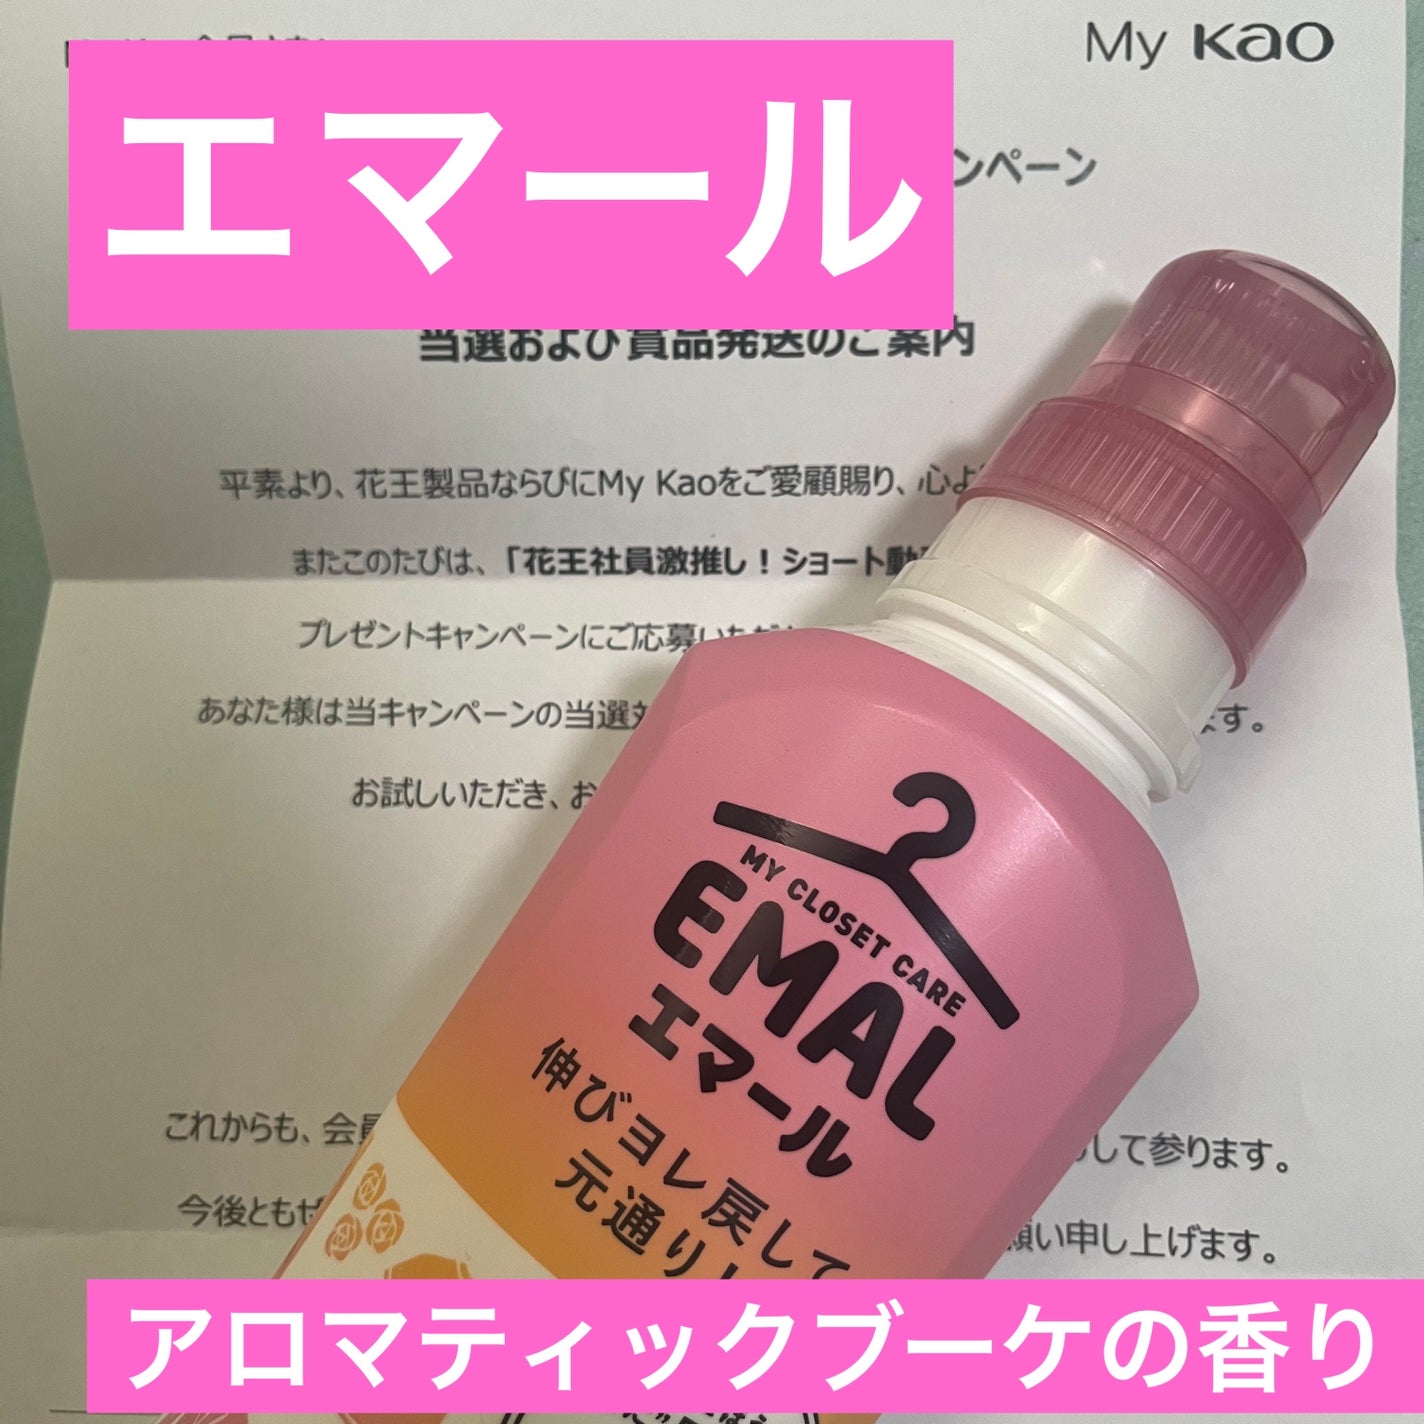 My Kao
エマール
ンペーン
当選および賞品発送のご案内
平素より、花王製品ならびにMy Kaoをご愛顧賜り、心よ
またこのたびは、「花王社員激推し！ショート動
プレゼントキャンペーンにご応募いただ
あなた様は当キャンペーンの当選
ます。
お試しいただき、お
MY CLOSET CARE
EMAL
エマール
伸びヨレ戻して
元通り
これからも、会員
して参ります。
今後ともぜ
願い申し上げます。
アロマティックブーケの香り